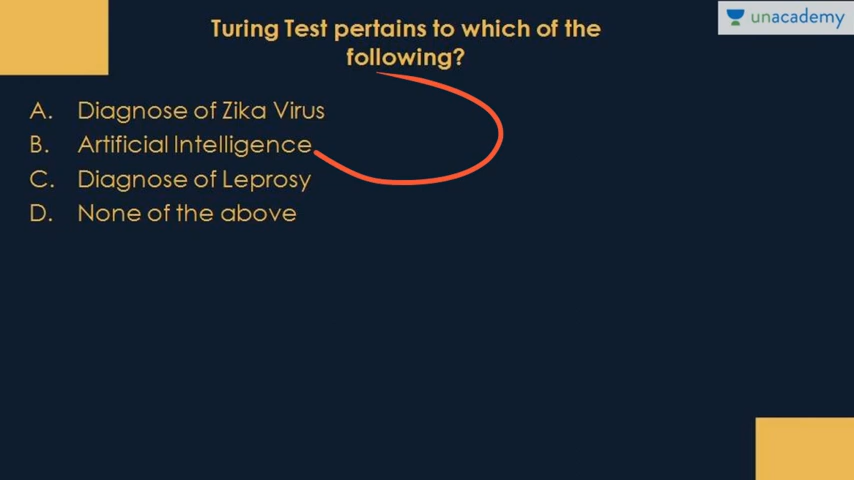 Turing Test pertains to which of the
following?
unacademy
A. Diagnose of Zika Virus
B. Artificial Intelligence
C. Diagnose of Leprosy
D. None of the above